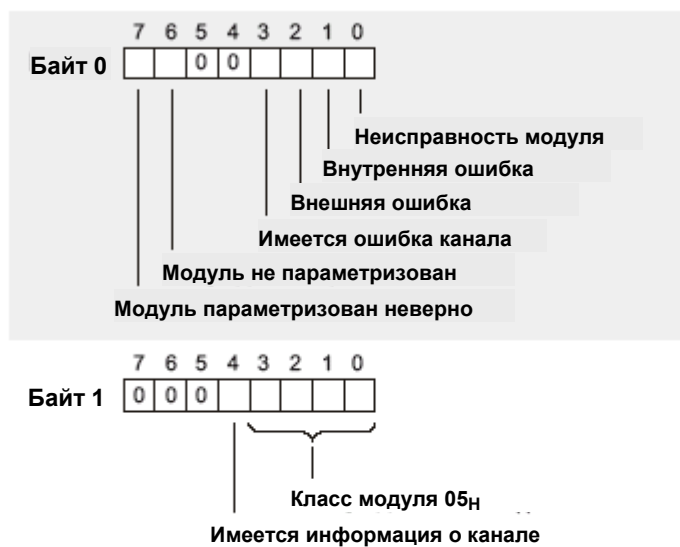 7 6 5 4 3 2 1 0
Байт 0 0 0
Неисправность модуля
Внутренняя ошибка
Внешняя ошибка
Имеется ошибка канала
Модуль не параметризован
Модуль параметризован неверно
7 6 5 4 3 2 1 0
Байт 1 0 0 0
Класс модуля 05H
Имеется информация о канале